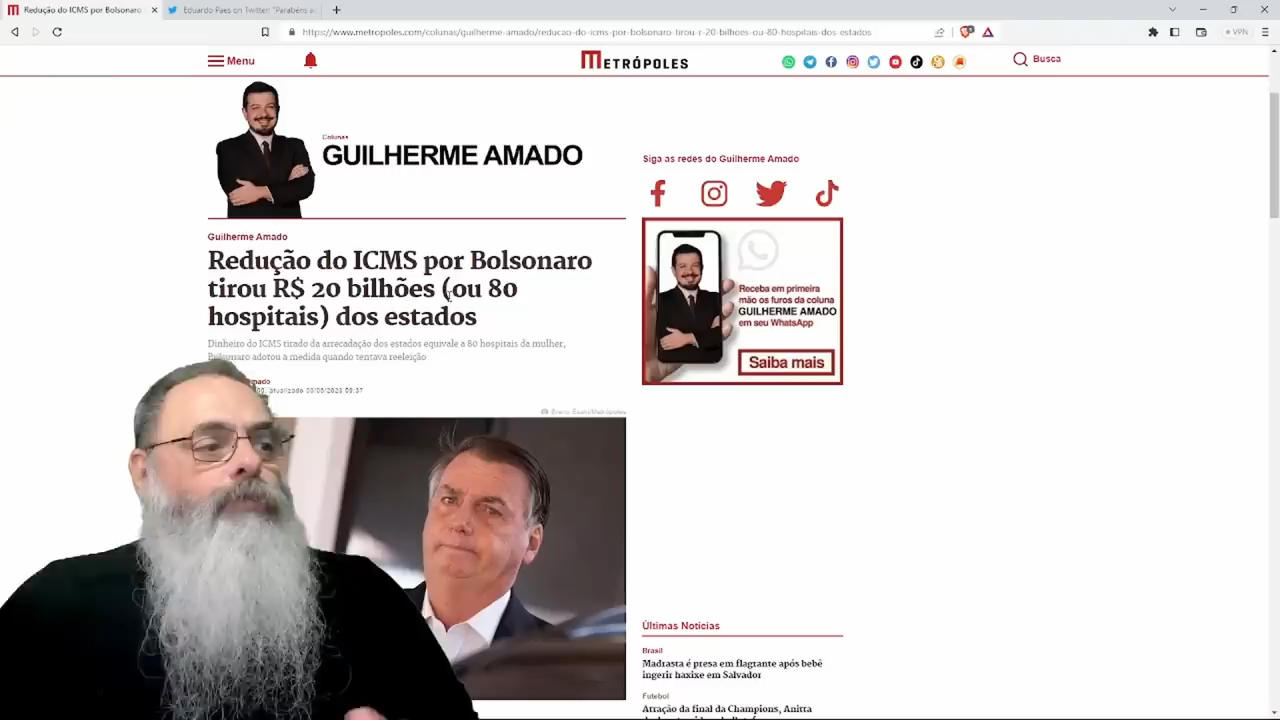 Redução do ICMS por Bolsonaro
Eduardo Paes on Twitter: "Parabéns a
https://www.metropoles.com/colunas/guilherme-amado/reducao-do-icms-por-bolsonaro-tirou-r-20-bilhoes-ou-80-hospitais-dos-estados
VPN
Menu
METRÓPOLES
Busca
Colunas
GUILHERME AMADO
Siga as redes do Guilherme Amado
Guilherme Amado
Redução do ICMS por Bolsonaro
tirou R$ 20 bilhões (ou 80
hospitais) dos estados
Dinheiro do ICMS tirado da arrecadação dos estados equivale a 80 hospitais da mulher,
Bolsonaro adotou a medida quando tentava reeleição
atualizado
Receba em primeira
mão os furos da coluna
GUILHERME AMADO
em seu WhatsApp
Saiba mais
Últimas Notícias
Brasil
Madrasta é presa em flagrante após bebê
ingerir haxixe em Salvador
Futebol
Atração da final da Champions, Anitta